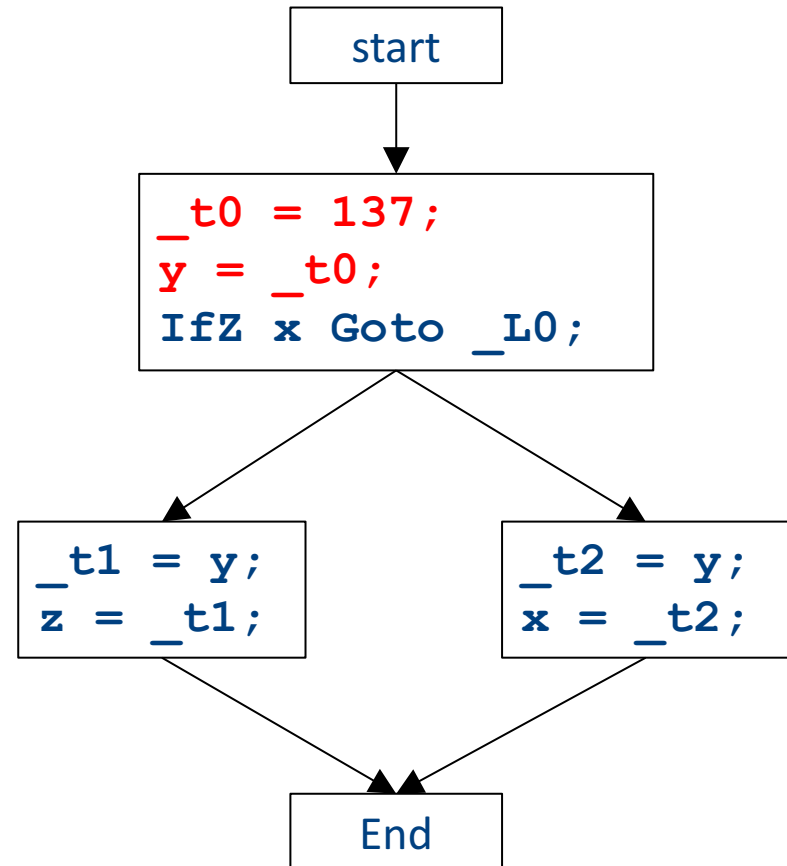 start
_t0 = 137;
y = _t0;
IfZ x Goto _L0;
_t1 = y;
z = _t1;
_t2 = y;
x = _t2;
End